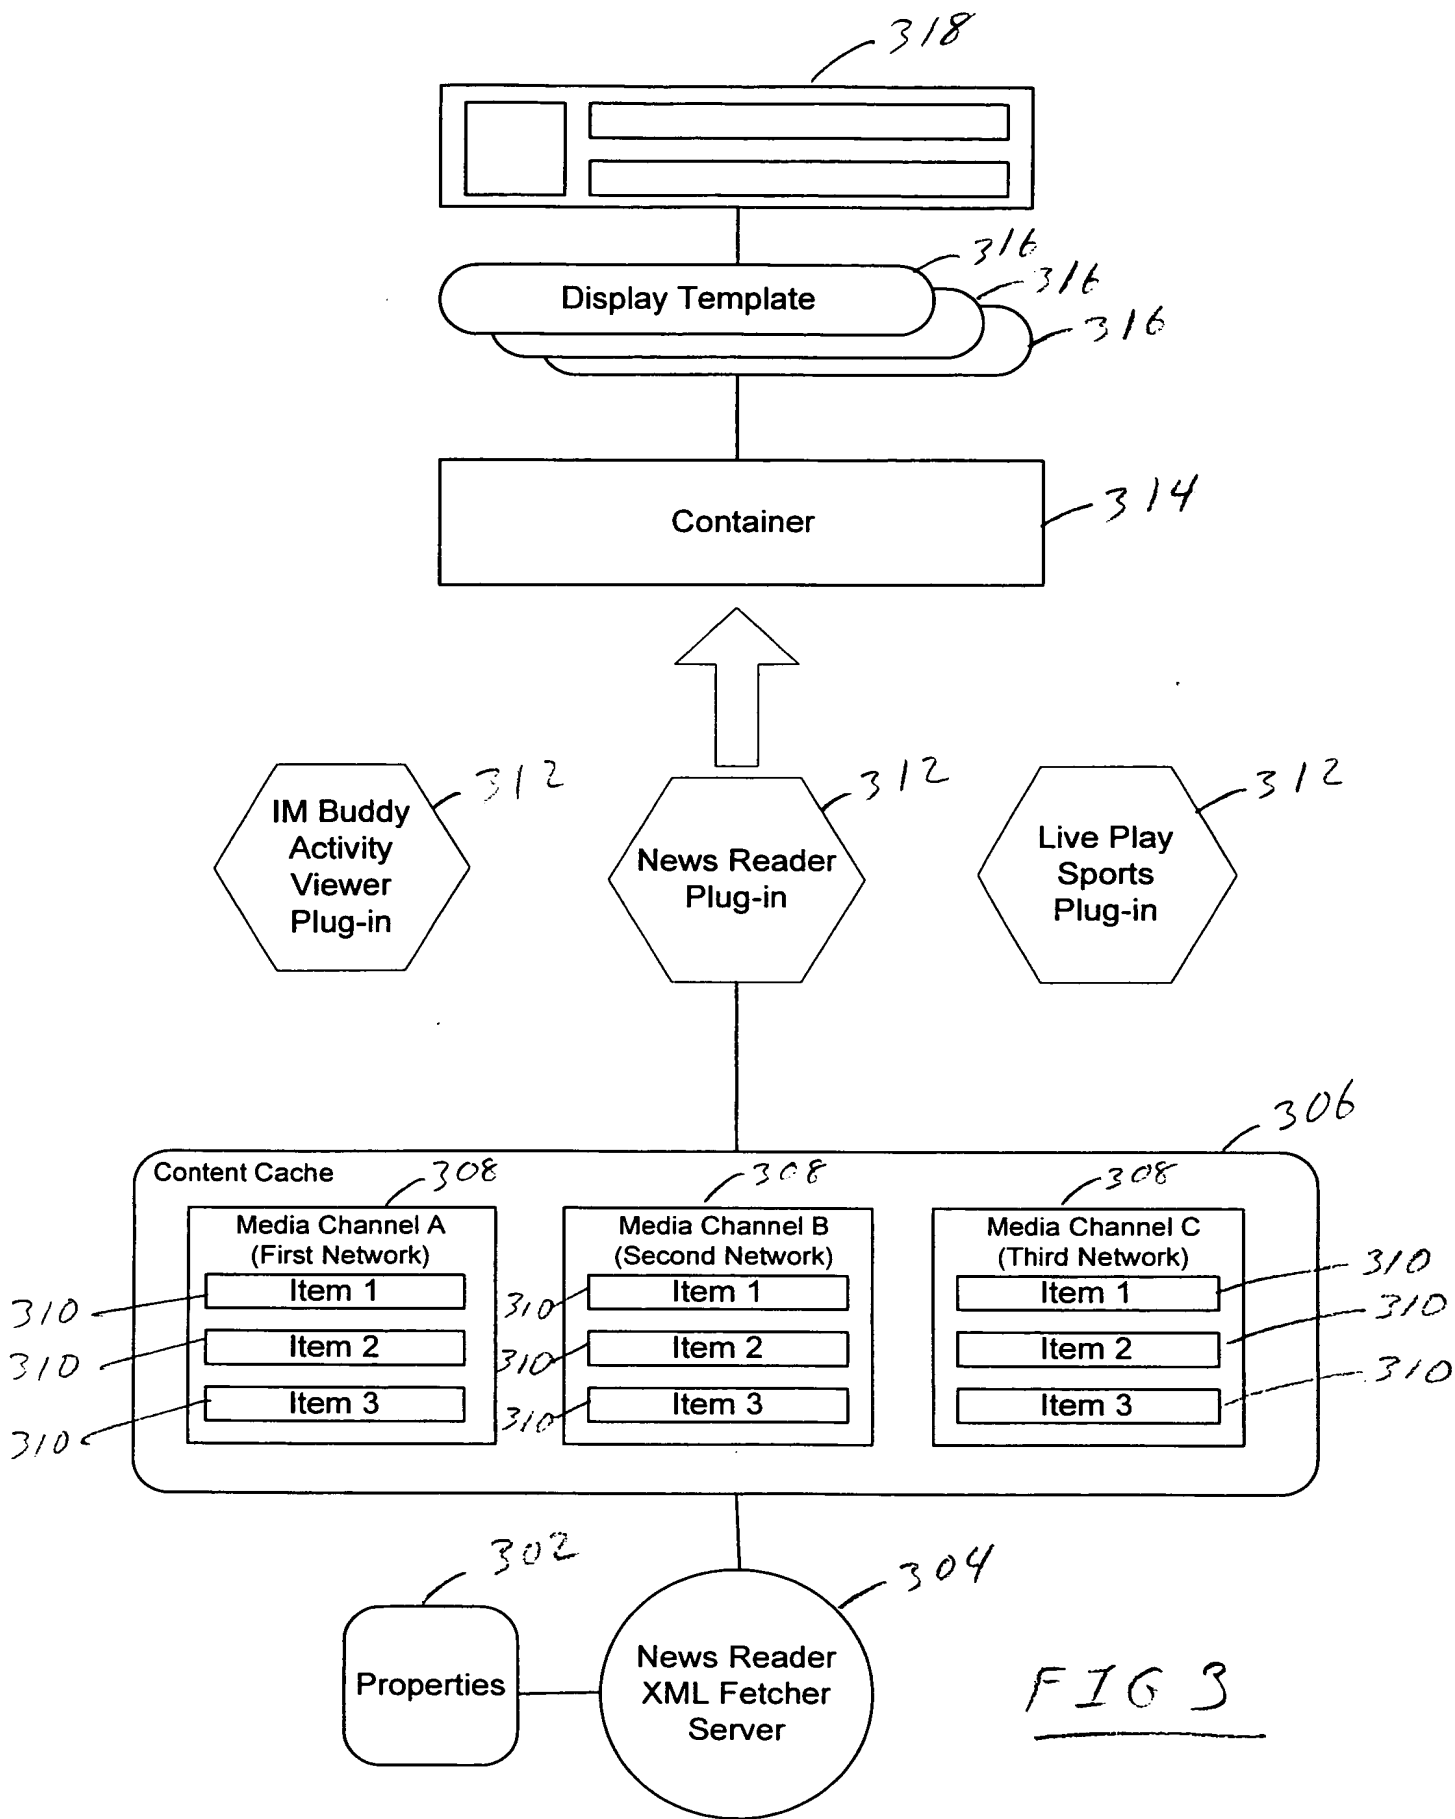 318
316
Display Template
316
316
314
Container
312
312
312
IM Buddy
Activity
Viewer
Plug-in
News Reader
Plug-in
Live Play
Sports
Plug-in
306
Content Cache
308
308
308
Media Channel A
(First Network)
Media Channel B
(Second Network)
Media Channel C
(Third Network)
310
Item 1
310
Item 1
Item 1
310
310
Item 2
310
Item 2
Item 2
310
310
Item 3
310
Item 3
Item 3
310
302
304
Properties
News Reader
XML Fetcher
Server
FIG 3